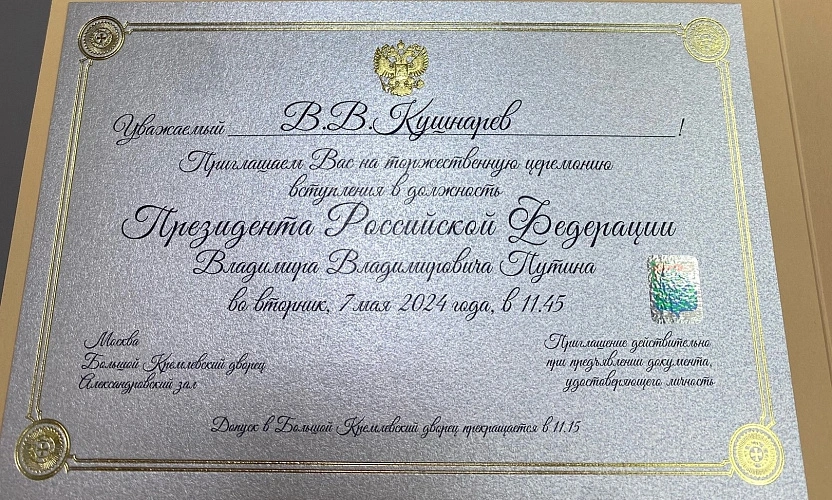 Уважаемый В.В.Кушнарев!
Приглашаем Вас на торжественную церемонию
вступления в должность
Президента Российской Федерации
Владимира Владимировича Путина
во вторник, 7 мая 2024 года, в 11.45
Москва
Большой Кремлевский дворец
Александровский зал
Приглашение действительно
при предъявлении документа,
удостоверяющего личность
Допуск в Большой Кремлевский дворец прекращается в 11.15